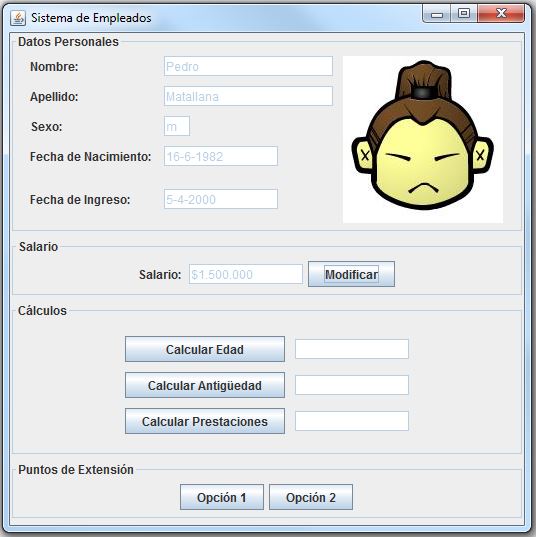 Sistema de Empleados
Datos Personales
Nombre: Pedro
Apellido: Matallana
Sexo: m
Fecha de Nacimiento: 16-6-1982
Fecha de Ingreso: 5-4-2000
Salario
Salario: $1.500.000 Modificar
Cálculos
Calcular Edad
Calcular Antigüedad
Calcular Prestaciones
Puntos de Extensión
Opción 1 Opción 2